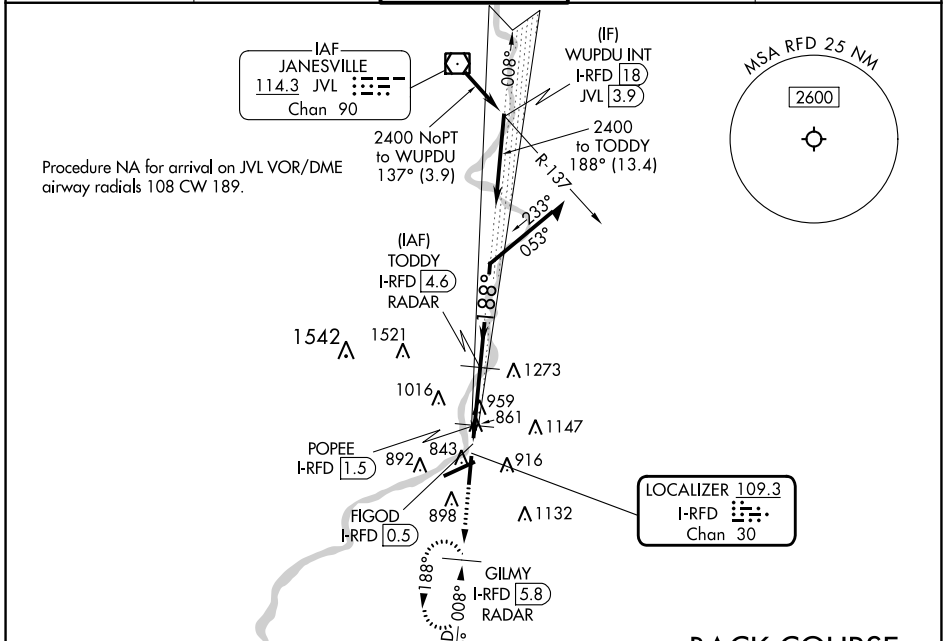 IAF
JANESVILLE
114.3 JVL
Chan 90
(IF)
WUPDU INT
I-RFD 18
JVL 3.9
008°
MSA RFD 25 NM
2600
2400 NoPT
to WUPDU
137° (3.9)
2400
to TODDY
188° (13.4)
R-137
Procedure NA for arrival on JVL VOR/DME
airway radials 108 CW 189.
233°
053°
(IAF)
TODDY
I-RFD 4.6
RADAR
188°
1542
1521
1273
1016
959
861
1147
POPEE
I-RFD 1.5
892
843
916
LOCALIZER 109.3
I-RFD
Chan 30
FIGOD
I-RFD 0.5
898
1132
188°
008°
GILMY
I-RFD 5.8
RADAR
BACK COURSE